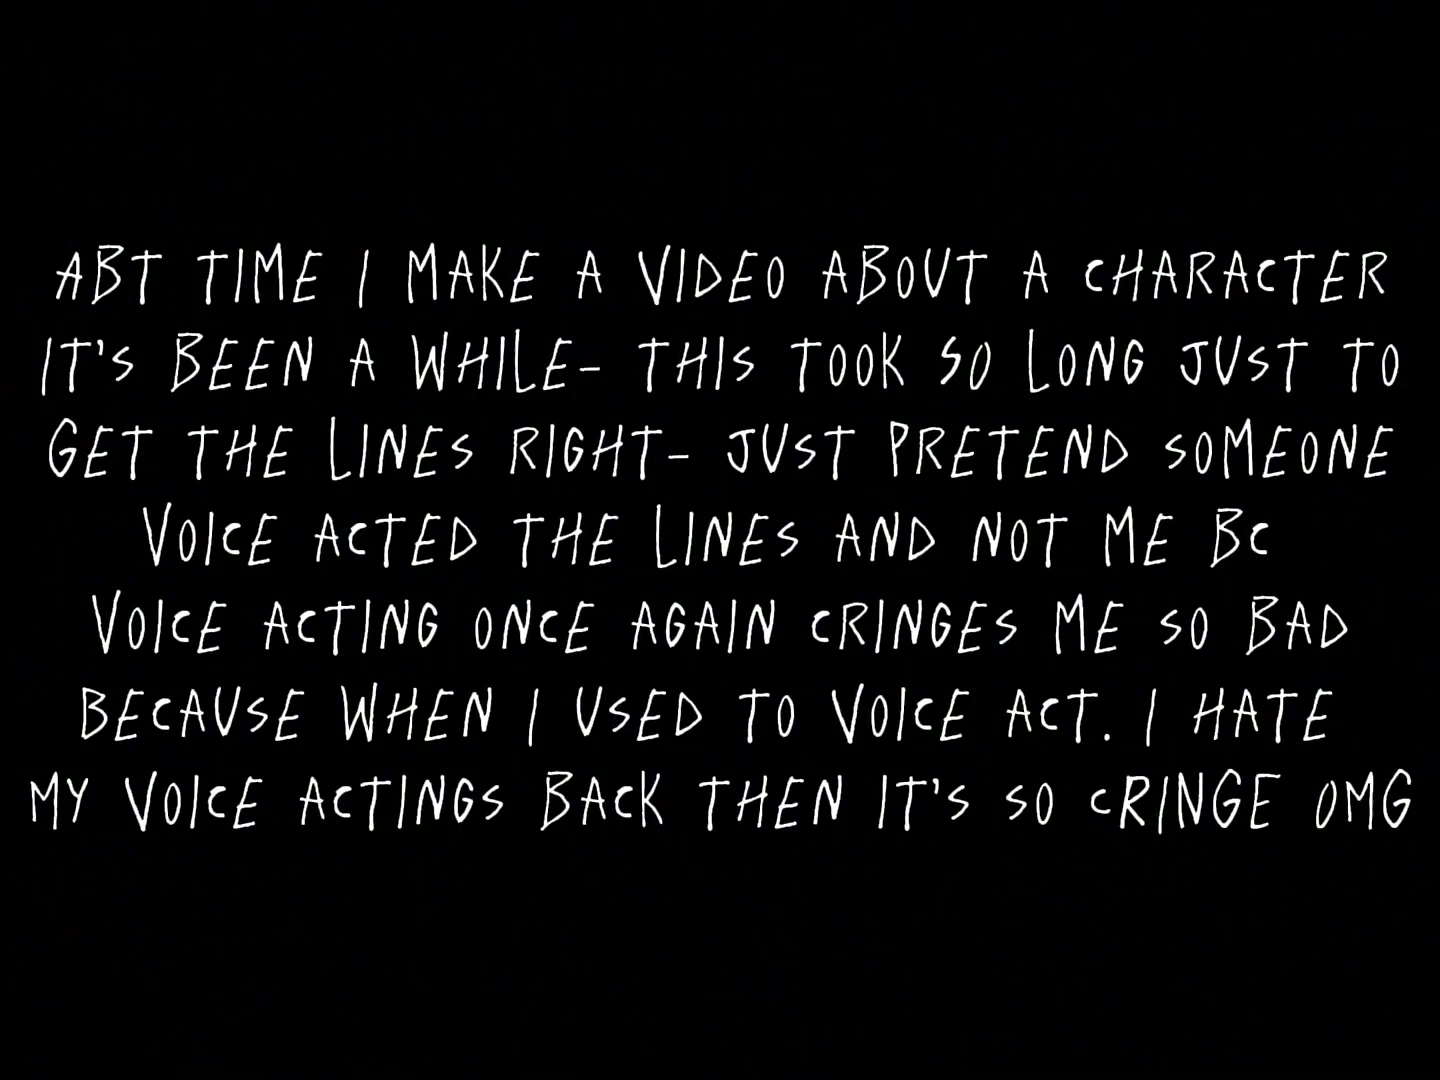 ABT TIME I MAKE A VIDEO ABOUT A CHARACTER
IT'S BEEN A WHILE- THIS TOOK SO LONG JUST TO
GET THE LINES RIGHT- JUST PRETEND SOMEONE
VOICE ACTED THE LINES AND NOT ME BC
VOICE ACTING ONCE AGAIN CRINGES ME SO BAD
BECAUSE WHEN I USED TO VOICE ACT. I HATE
MY VOICE ACTINGS BACK THEN IT'S SO CRINGE OMG